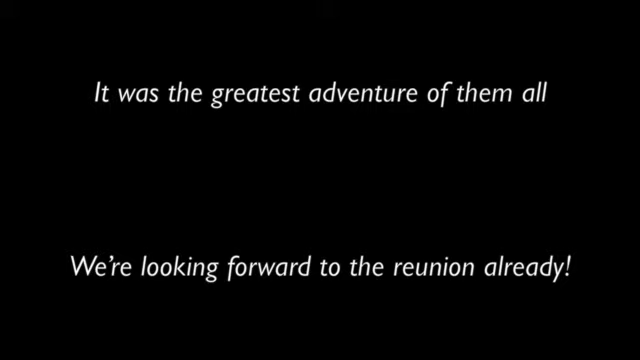 It was the greatest adventure of them all
We're looking forward to the reunion already!